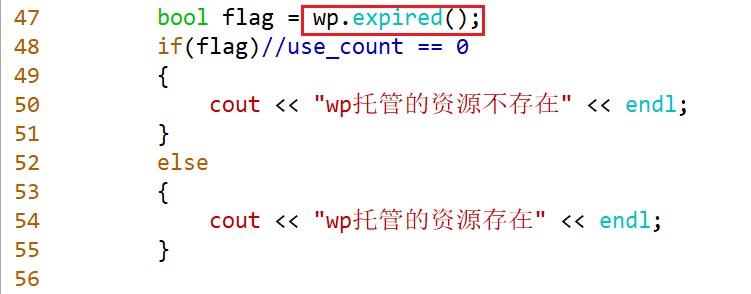 47 bool flag = wp.expired();
48 if(flag)//use_count == 0
49 {
50 cout << "wp托管的资源不存在" << endl;
51 }
52 else
53 {
54 cout << "wp托管的资源存在" << endl;
55 }
56